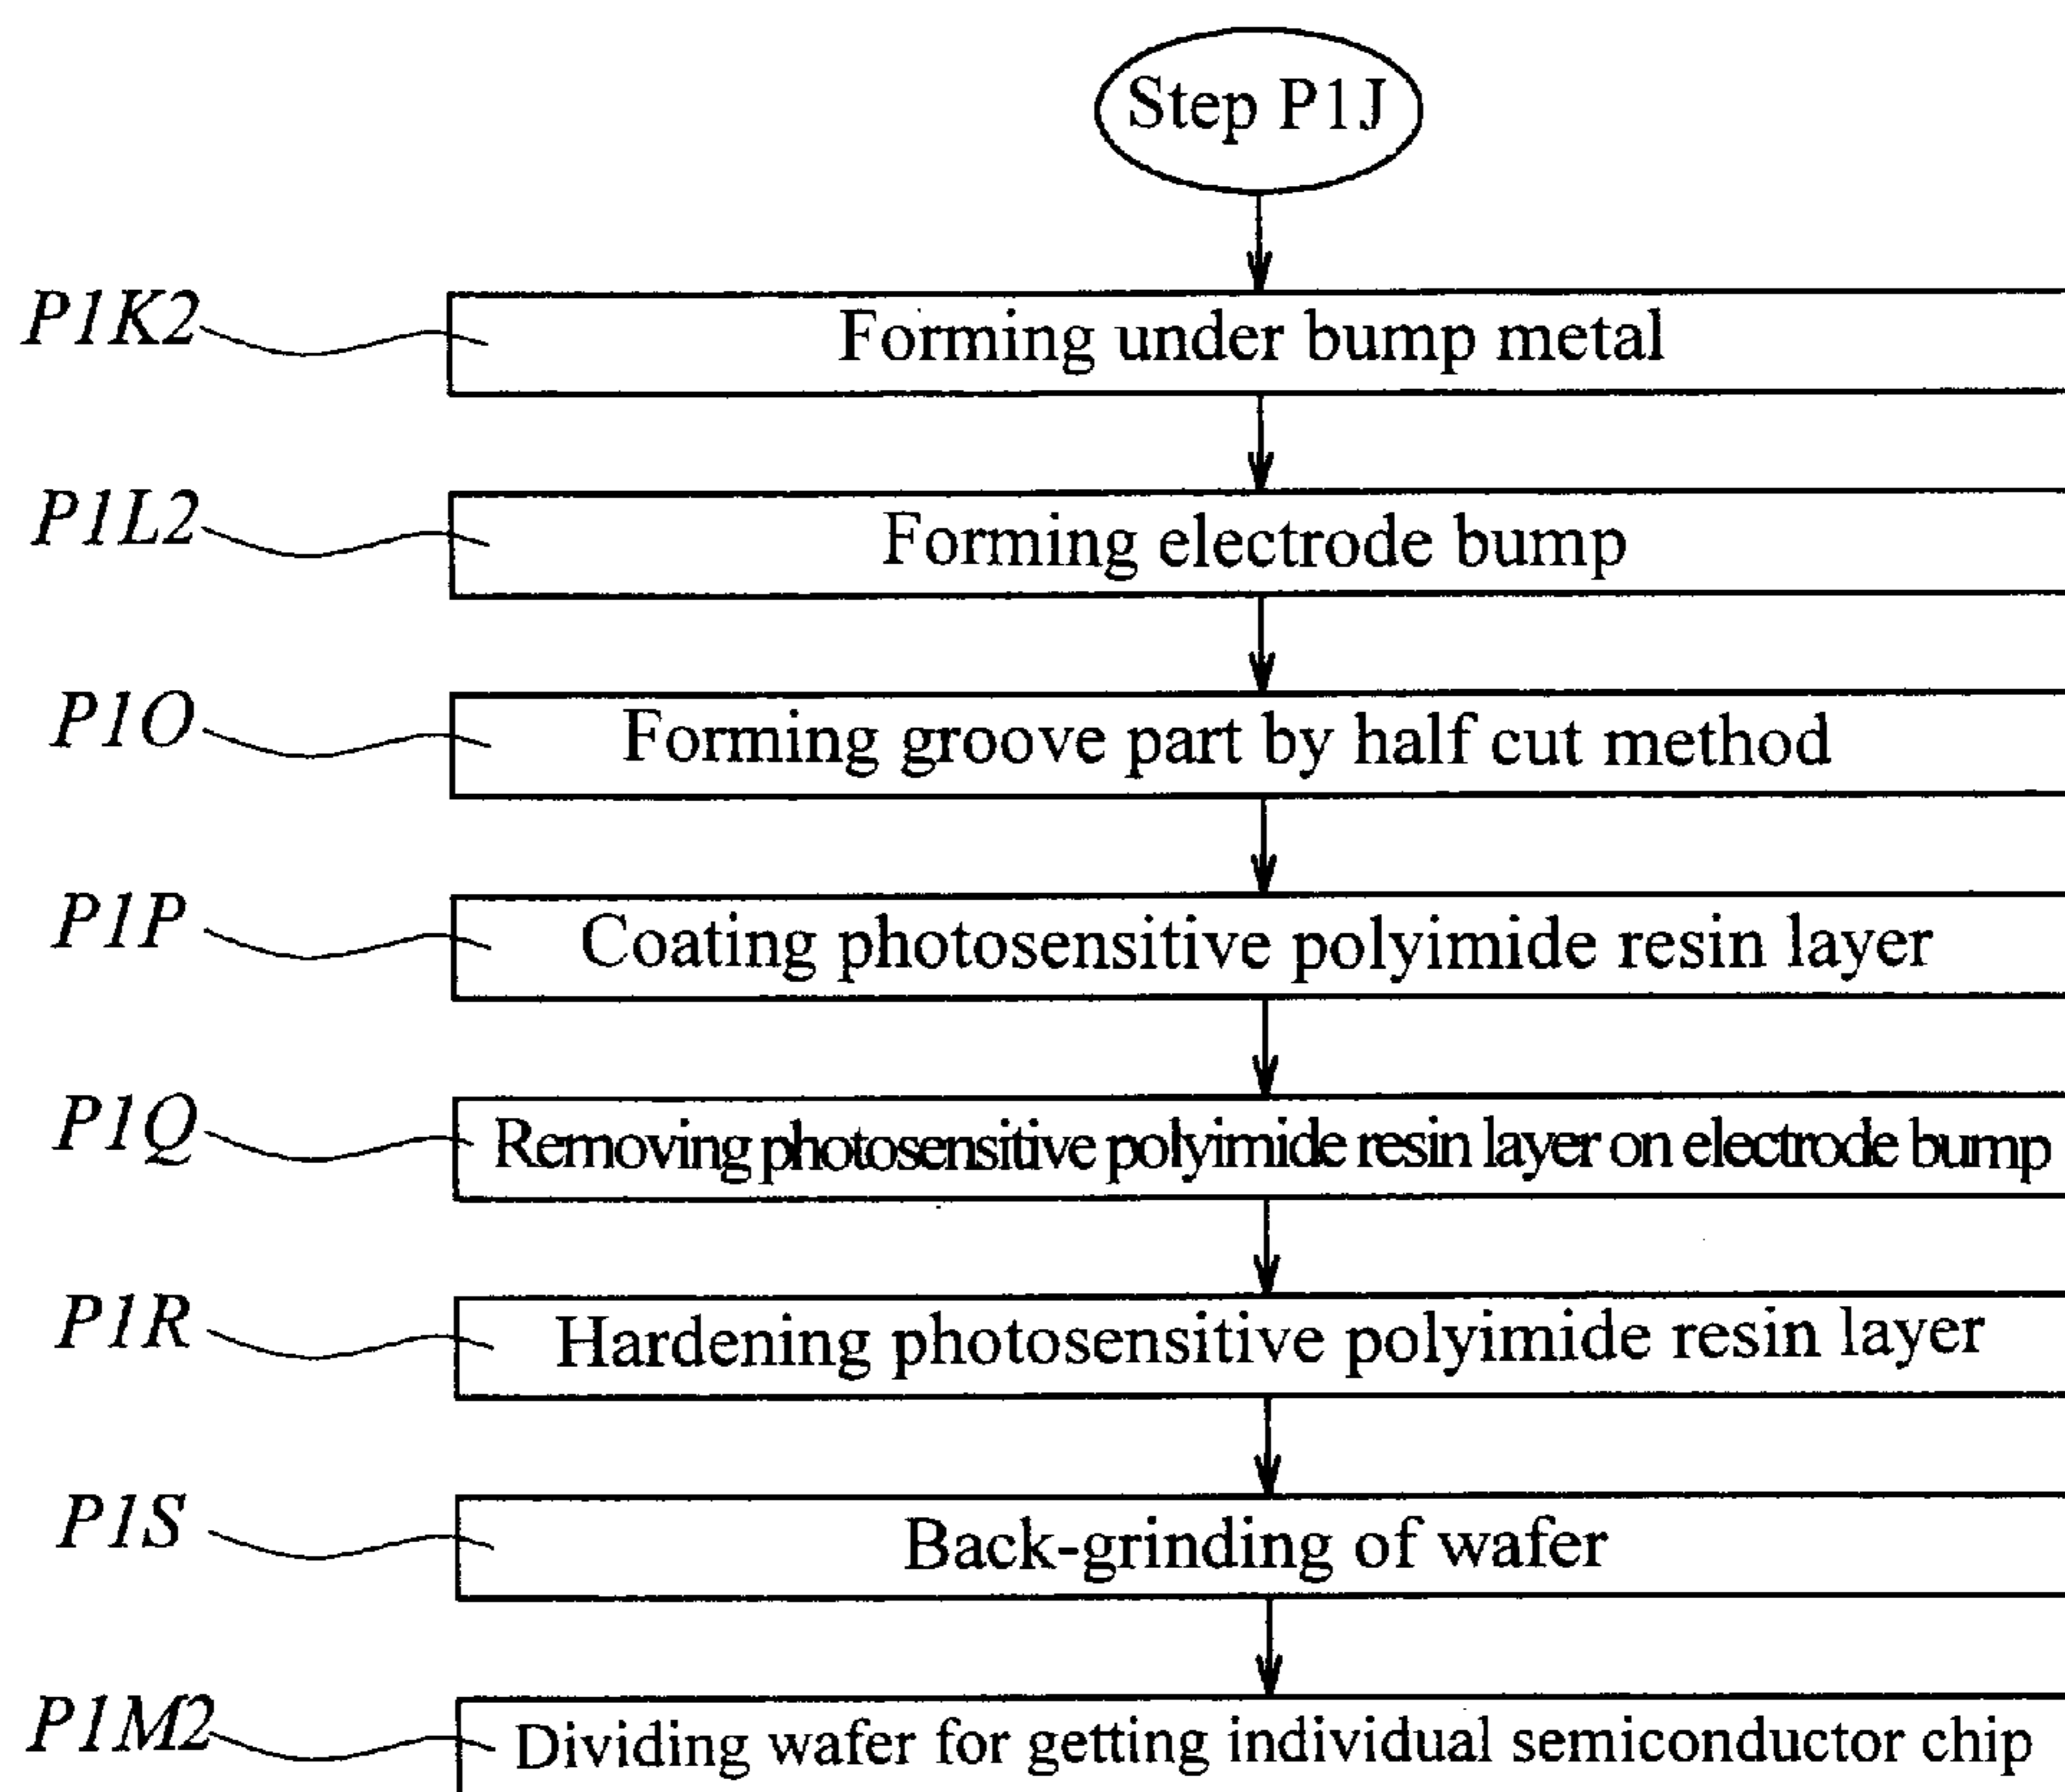 Step P1J
P1K2 Forming under bump metal
P1L2 Forming electrode bump
P1O Forming groove part by half cut method
P1P Coating photosensitive polyimide resin layer
P1Q Removing photosensitive polyimide resin layer on electrode bump
P1R Hardening photosensitive polyimide resin layer
P1S Back-grinding of wafer
P1M2 Dividing wafer for getting individual semiconductor chip